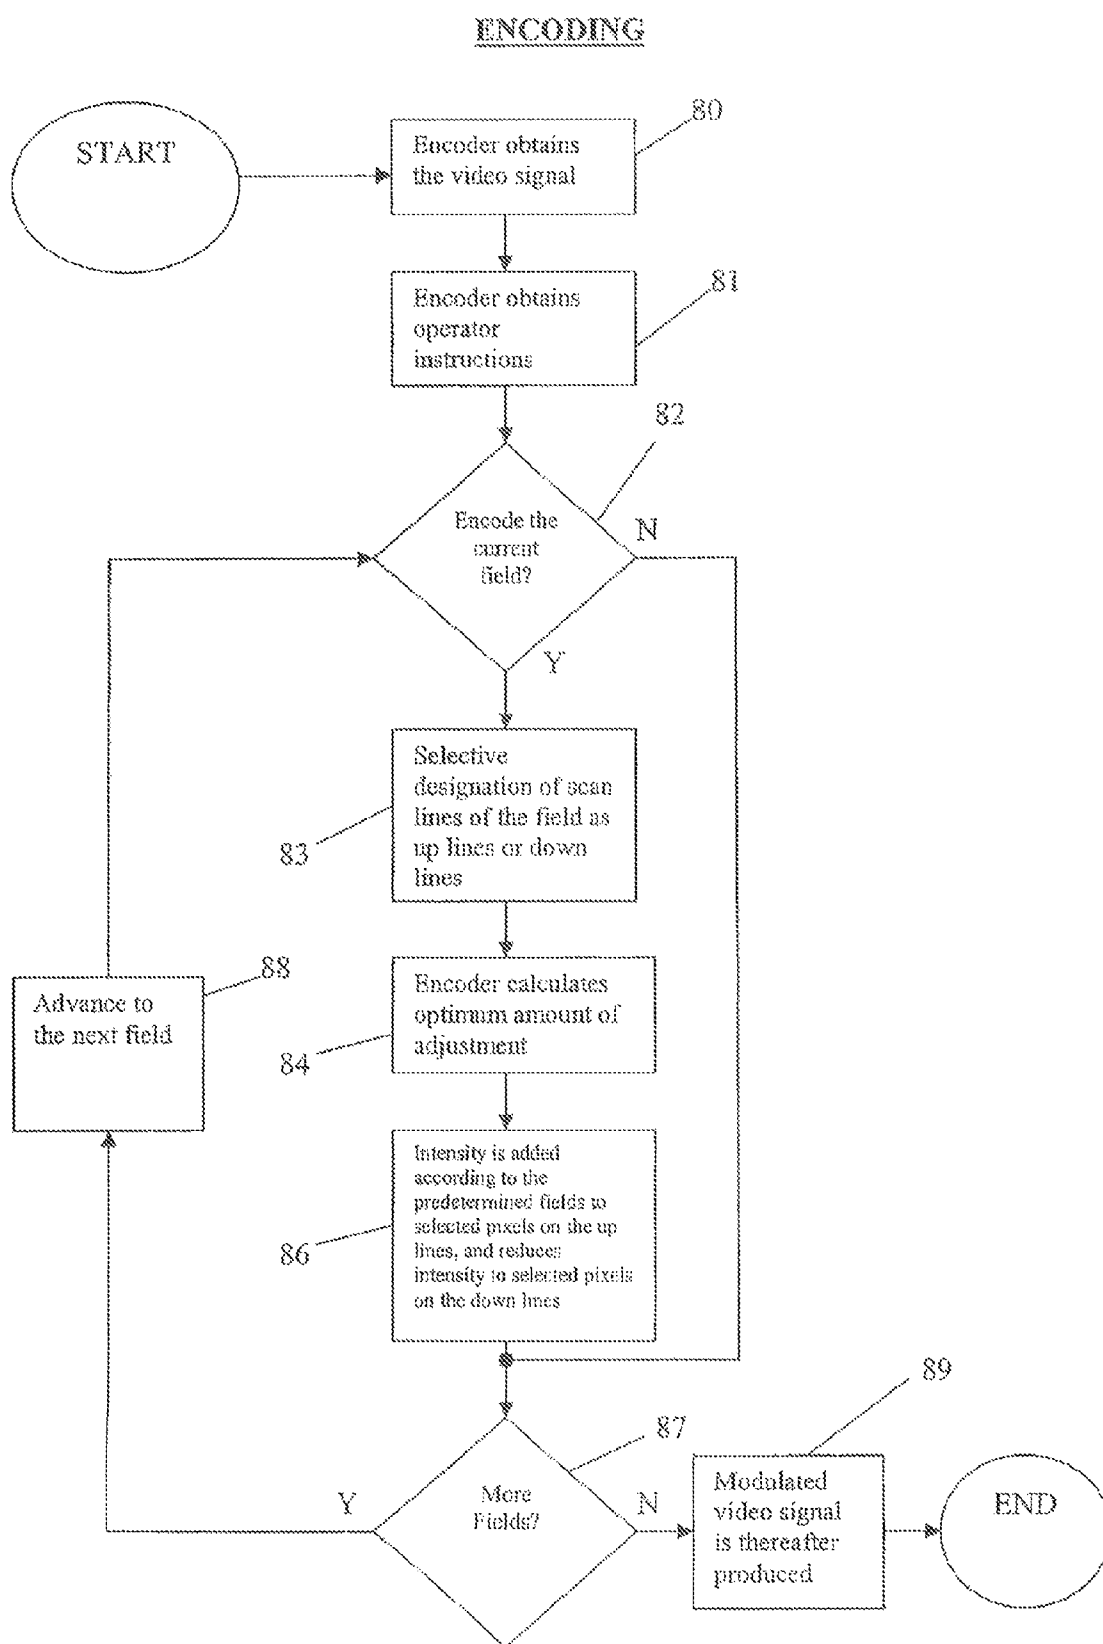 ENCODING
START
80
Encoder obtains
the video signal
81
Encoder obtains
operator
instructions
82
Encode the
current
field?
N
Y
Selective
designation of scan
lines of the field as
up lines or down
lines
83
88
Advance to
the next field
Encoder calculates
optimum amount of
adjustment
84
Intensity is added
according to the
predetermined fields to
selected pixels on the up
lines, and reduces
intensity to selected pixels
on the down lines
86
87
More
Fields?
Y
N
89
Modulated
video signal
is thereafter
produced
END